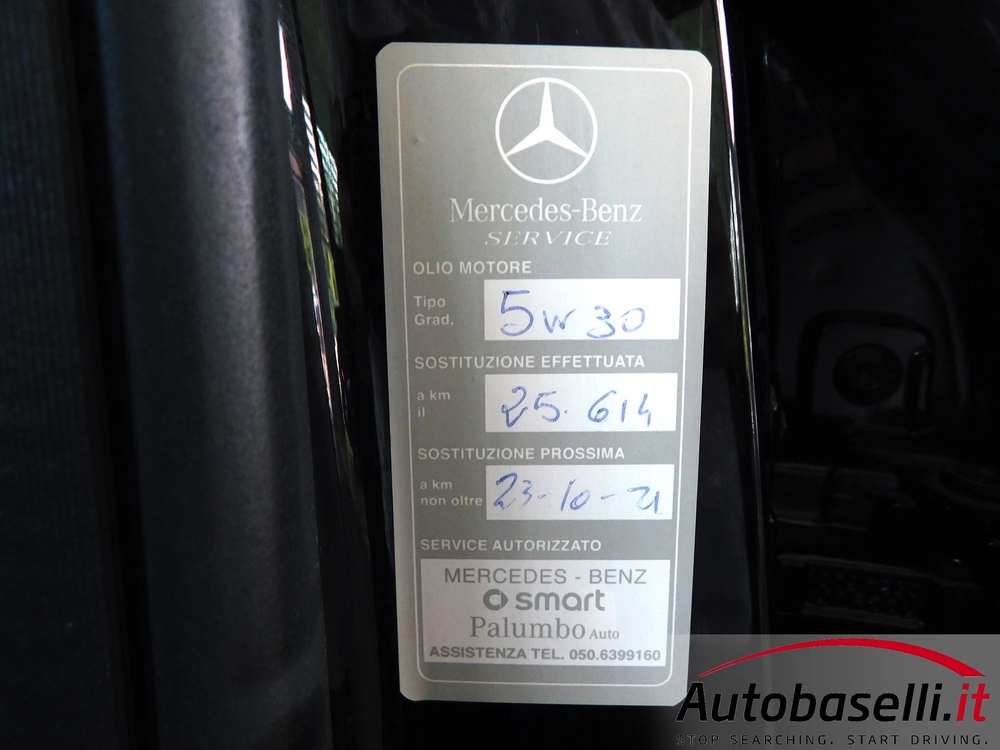 Mercedes-Benz
SERVICE
OLIO MOTORE
Tipo
Grad.
5w30
SOSTITUZIONE EFFETTUATA
a km
il
25.614
SOSTITUZIONE PROSSIMA
a km
non oltre
23-10-21
SERVICE AUTORIZZATO
MERCEDES - BENZ
smart
Palumbo Auto
ASSISTENZA TEL. 050.6399160
Autobaselli.it
STOP SEARCHING. START DRIVING.